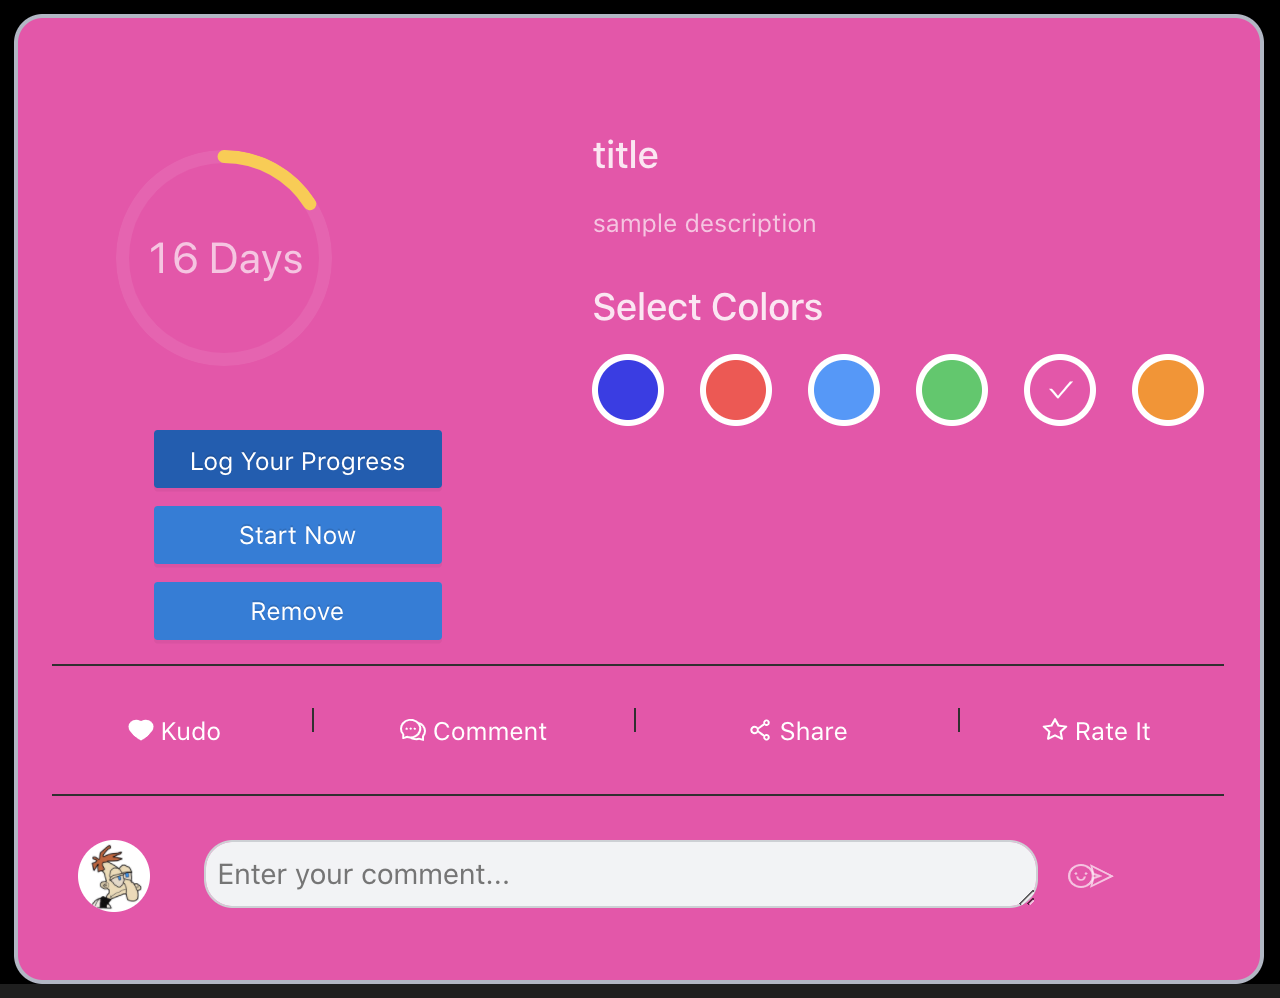 title
sample description
16 Days
Select Colors
Log Your Progress
Start Now
Remove
Kudo
Comment
Share
Rate It
Enter your comment...